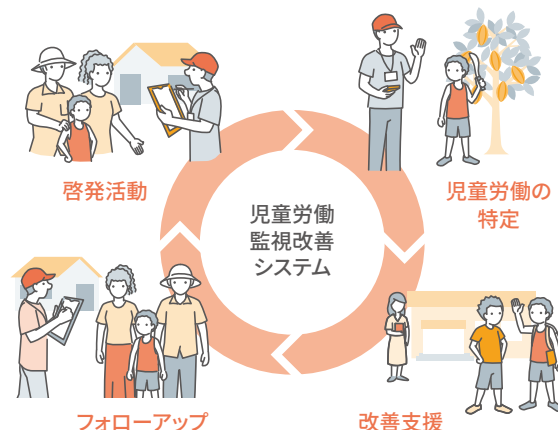 啓発活動
児童労働の
特定
児童労働
監視改善
システム
フォローアップ
改善支援